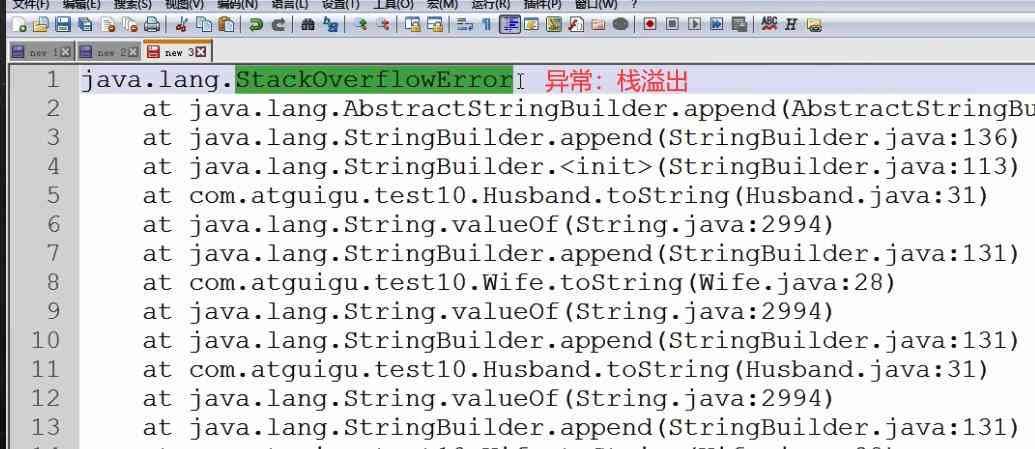 文件(F) 编辑(E) 搜索(S) 视图(V) 编码(N) 语言(L) 设置(T) 工具(O) 宏(M) 运行(R) 插件(P) 窗口(W) ?
new 1 new 2 new 3
1 java.lang.StackOverflowError 异常：栈溢出
2 at java.lang.AbstractStringBuilder.append(AbstractStringBu
3 at java.lang.StringBuilder.append(StringBuilder.java:136)
4 at java.lang.StringBuilder.<init>(StringBuilder.java:113)
5 at com.atguigu.test10.Husband.toString(Husband.java:31)
6 at java.lang.String.valueOf(String.java:2994)
7 at java.lang.StringBuilder.append(StringBuilder.java:131)
8 at com.atguigu.test10.Wife.toString(Wife.java:28)
9 at java.lang.String.valueOf(String.java:2994)
10 at java.lang.StringBuilder.append(StringBuilder.java:131)
11 at com.atguigu.test10.Husband.toString(Husband.java:31)
12 at java.lang.String.valueOf(String.java:2994)
13 at java.lang.StringBuilder.append(StringBuilder.java:131)